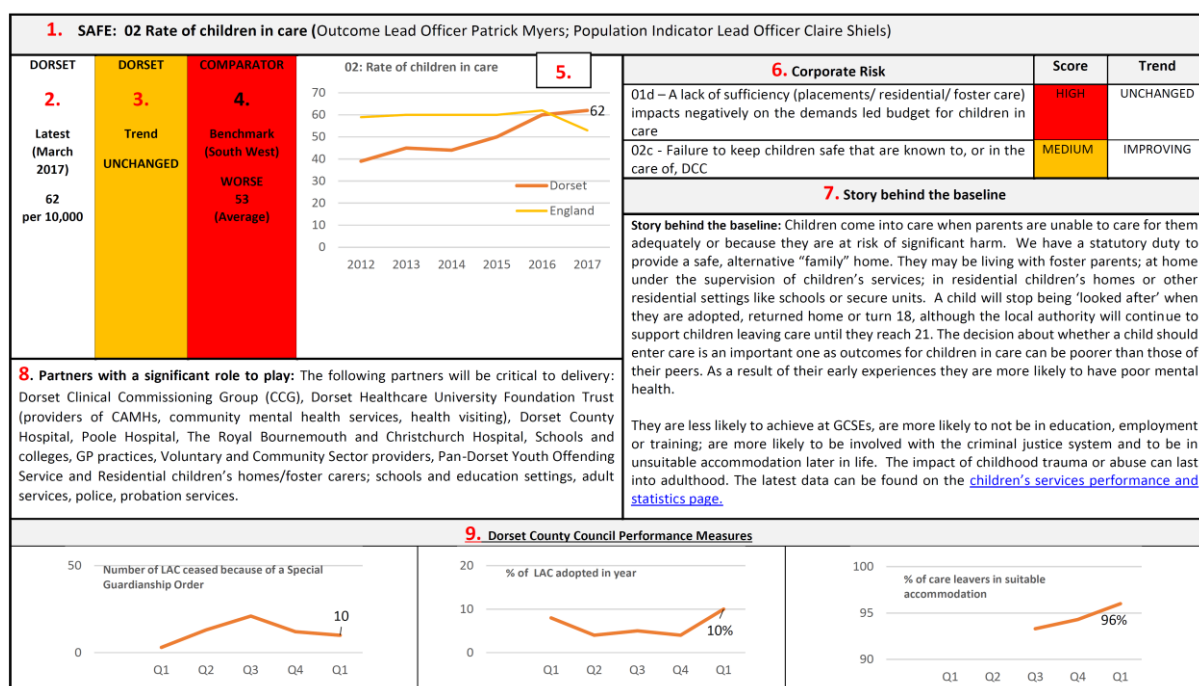 1. SAFE: 02 Rate of children in care (Outcome Lead Officer Patrick Myers; Population Indicator Lead Officer Claire Shiels)
DORSET
2.
Latest
(March
2017)
62
per 10,000
DORSET
3.
Trend
UNCHANGED
COMPARATOR
4.
Benchmark
(South West)
WORSE
53
(Average)
02: Rate of children in care
5.
70
60
50
40
30
20
10
0
62
Dorset
England
2012 2013 2014 2015 2016 2017
6. Corporate Risk Score Trend
01d – A lack of sufficiency (placements/ residential/ foster care)
impacts negatively on the demands led budget for children in
care
HIGH UNCHANGED
02c - Failure to keep children safe that are known to, or in the
care of, DCC
MEDIUM IMPROVING
7. Story behind the baseline
Story behind the baseline: Children come into care when parents are unable to care for them
adequately or because they are at risk of significant harm. We have a statutory duty to
provide a safe, alternative “family” home. They may be living with foster parents; at home
under the supervision of children’s services; in residential children’s homes or other
residential settings like schools or secure units. A child will stop being ‘looked after’ when
they are adopted, returned home or turn 18, although the local authority will continue to
support children leaving care until they reach 21. The decision about whether a child should
enter care is an important one as outcomes for children in care can be poorer than those of
their peers. As a result of their early experiences they are more likely to have poor mental
health.
They are less likely to achieve at GCSEs, are more likely to not be in education, employment
or training; are more likely to be involved with the criminal justice system and to be in
unsuitable accommodation later in life. The impact of childhood trauma or abuse can last
into adulthood. The latest data can be found on the children’s services performance and
statistics page.
8. Partners with a significant role to play: The following partners will be critical to delivery:
Dorset Clinical Commissioning Group (CCG), Dorset Healthcare University Foundation Trust
(providers of CAMHs, community mental health services, health visiting), Dorset County
Hospital, Poole Hospital, The Royal Bournemouth and Christchurch Hospital, Schools and
colleges, GP practices, Voluntary and Community Sector providers, Pan-Dorset Youth Offending
Service and Residential children’s homes/foster carers; schools and education settings, adult
services, police, probation services.
9. Dorset County Council Performance Measures
Number of LAC ceased because of a Special
Guardianship Order
50
0
10
Q1 Q2 Q3 Q4 Q1
% of LAC adopted in year
20
10
0
10%
Q1 Q2 Q3 Q4 Q1
% of care leavers in suitable
accommodation
100
95
90
96%
Q1 Q2 Q3 Q4 Q1